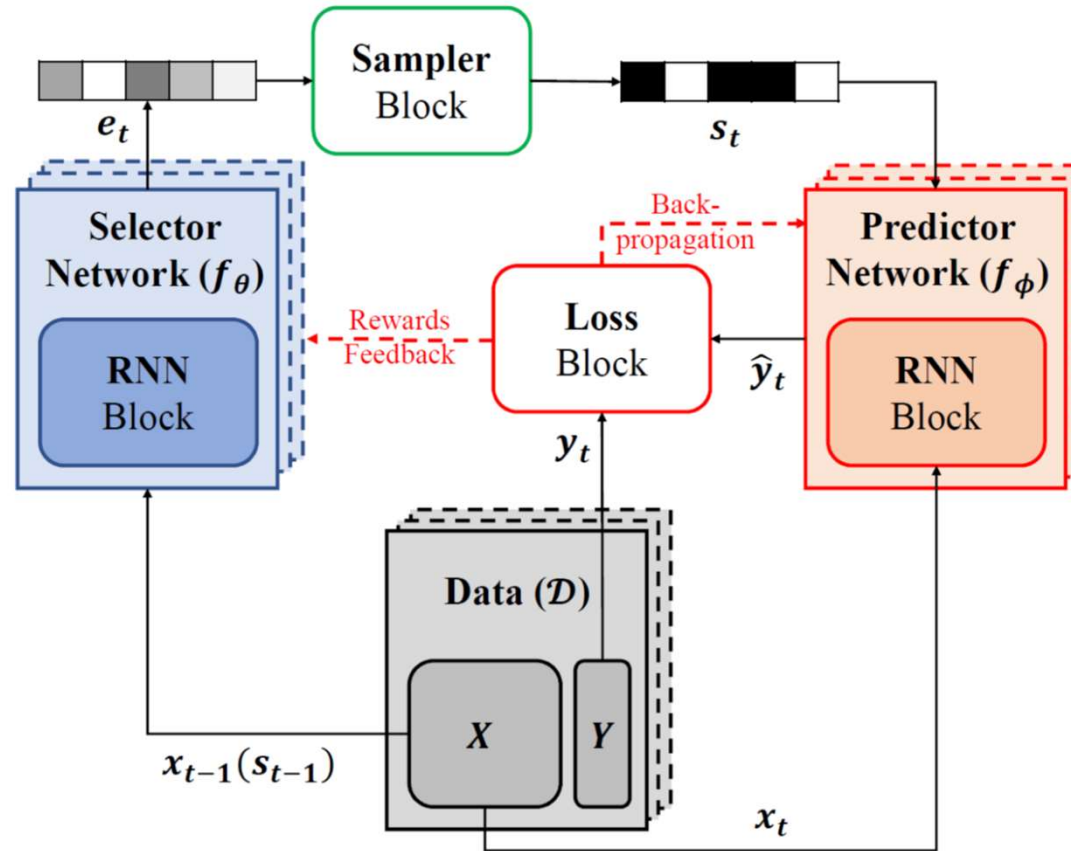 Sampler
Block
e_t
s_t
Selector
Network (f_θ)
RNN
Block
Back-
propagation
Predictor
Network (f_ϕ)
RNN
Block
Rewards
Feedback
Loss
Block
ŷ_t
y_t
Data (𝒟)
X
Y
x_{t-1}(s_{t-1})
x_t